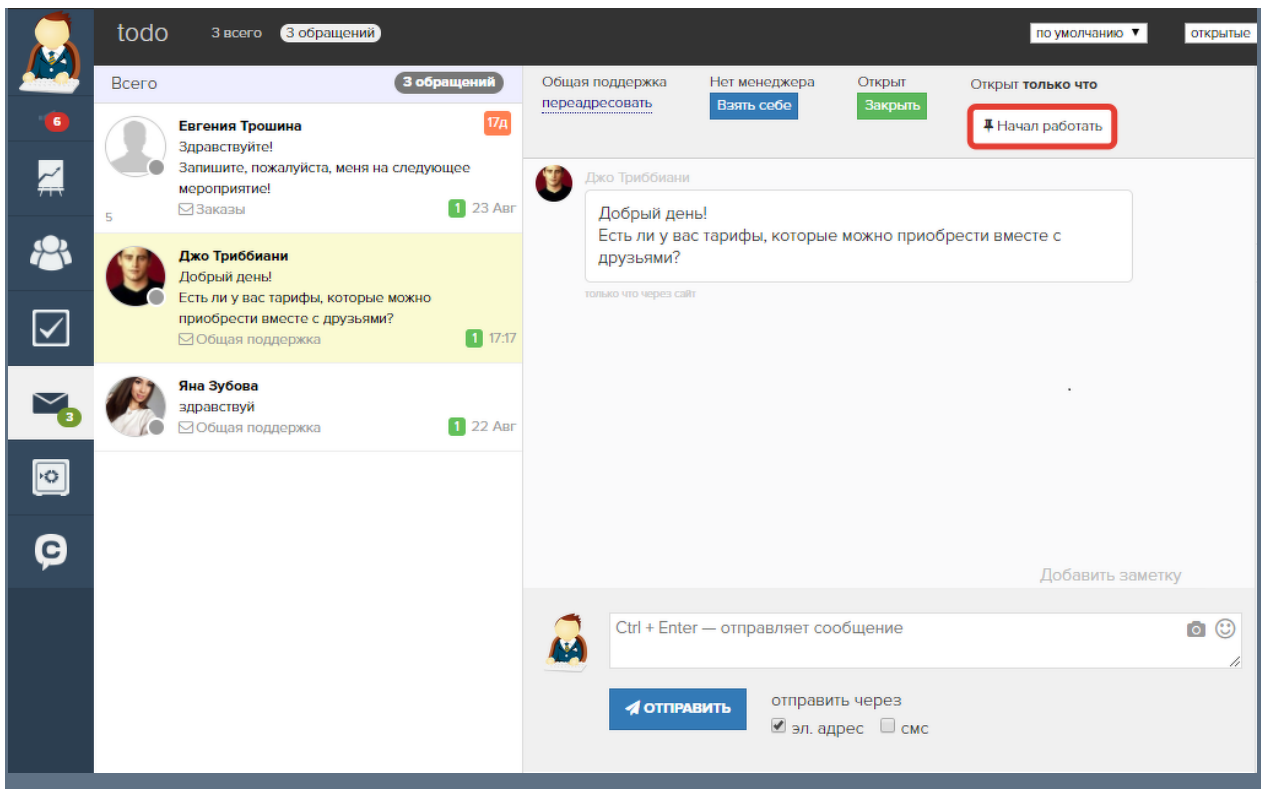 todo 3 всего 3 обращений по умолчанию ▼ открытые
6
3
Всего 3 обращений
Евгения Трошина 17д
Здравствуйте!
Запишите, пожалуйста, меня на следующее
мероприятие!
5 Заказы 1 23 Авг
Джо Триббиани
Добрый день!
Есть ли у вас тарифы, которые можно
приобрести вместе с друзьями?
Общая поддержка 1 17:17
Яна Зубова
здравствуй
Общая поддержка 1 22 Авг
Общая поддержка Нет менеджера Открыт Открыт только что
переадресовать Взять себе Закрыть
Начал работать
Джо Триббиани
Добрый день!
Есть ли у вас тарифы, которые можно приобрести вместе с
друзьями?
только что через сайт
Добавить заметку
Ctrl + Enter — отправляет сообщение
ОТПРАВИТЬ отправить через
эл. адрес смс